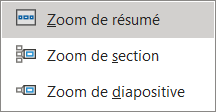 Zoom de résumé
Zoom de section
Zoom de diapositive